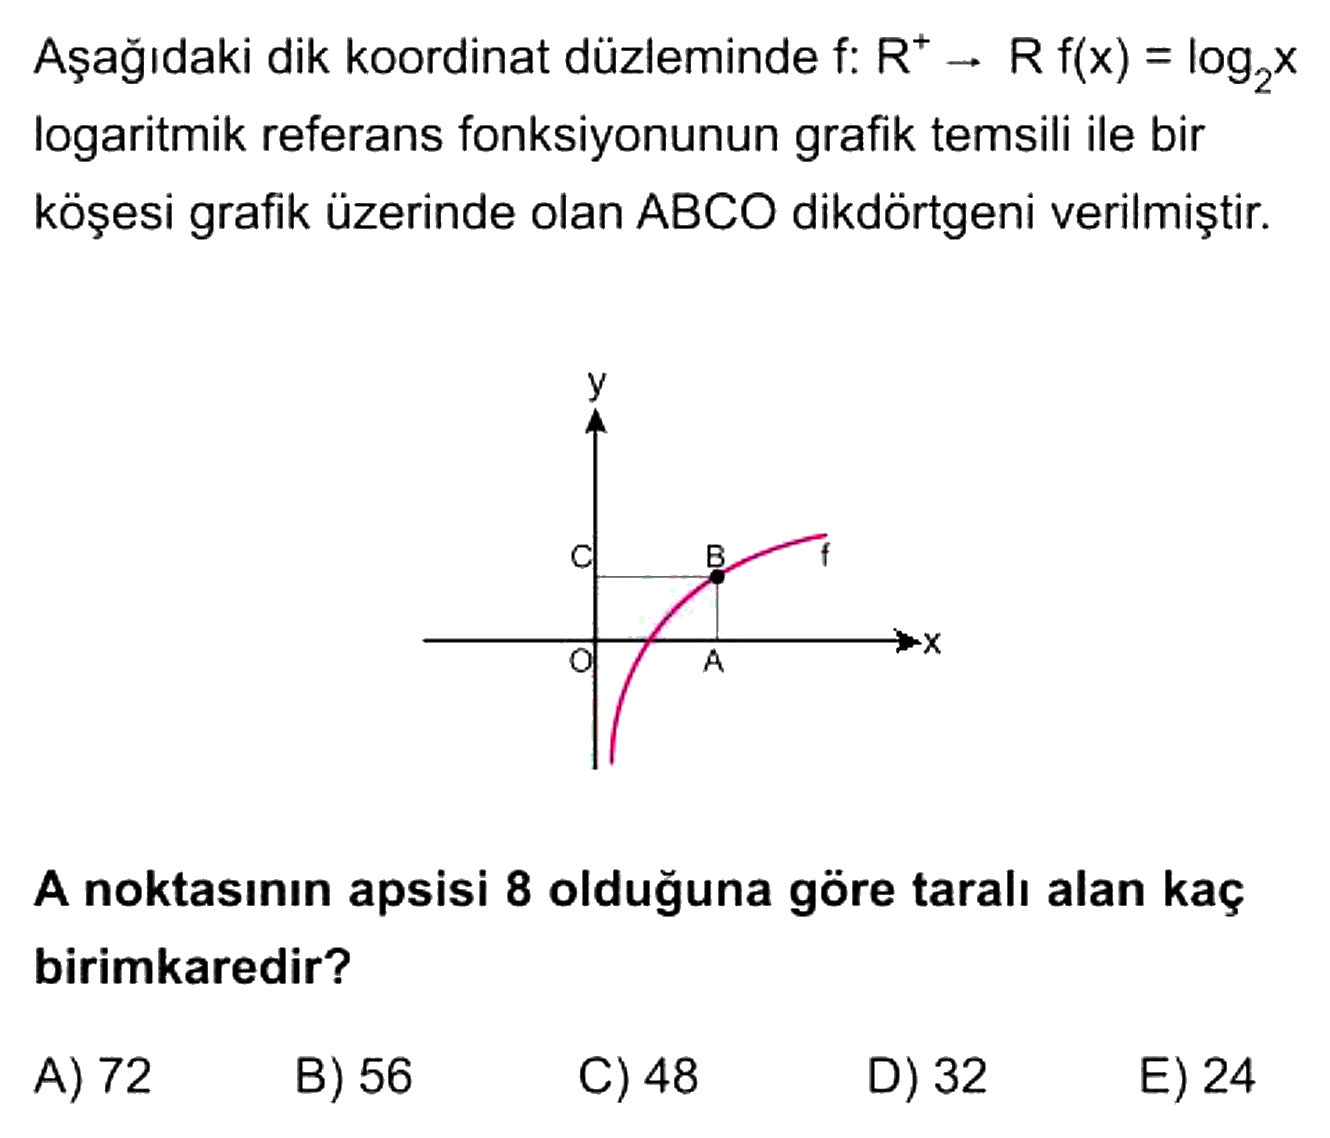 Aşağıdaki dik koordinat düzleminde f: R⁺ → R f(x) = log₂x
logaritmik referans fonksiyonunun grafik temsili ile bir
köşesi grafik üzerinde olan ABCO dikdörtgeni verilmiştir.
y
C B f
O A x
A noktasının apsisi 8 olduğuna göre taralı alan kaç
birimkaredir?
A) 72 B) 56 C) 48 D) 32 E) 24